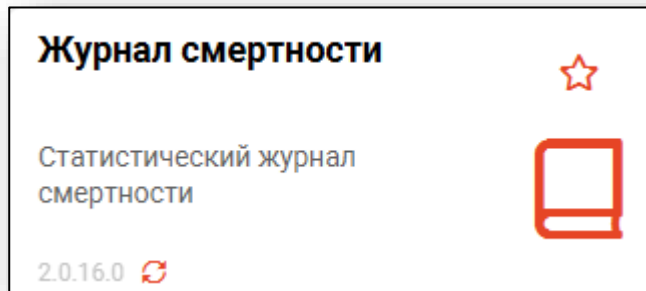 Журнал смертности
Статистический журнал
смертности
2.0.16.0